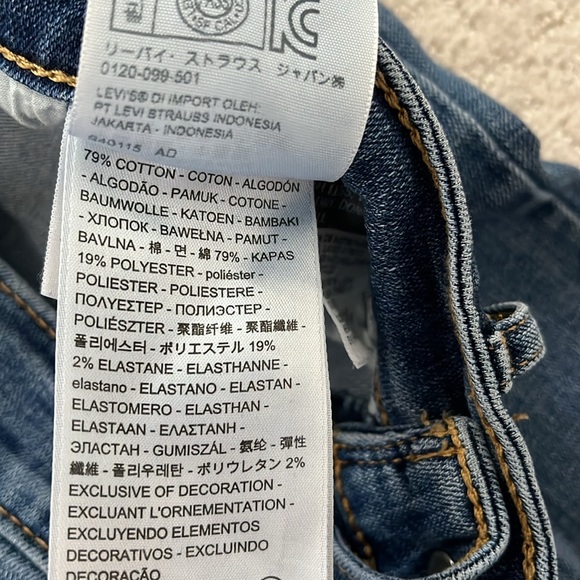 リーバイ・ストラウス ジャパン㈱
0120-099-501
LEVI'S® DI IMPORT OLEH:
PT LEVI STRAUSS INDONESIA
JAKARTA - INDONESIA
79% COTTON - COTON - ALGODÓN
- ALGODÃO - PAMUK - COTONE -
BAUMWOLLE - KATOEN - BAMBAKI
- ХЛОПОК - BAWEŁNA - PAMUT -
BAVLNA - 棉 - 면 - 綿 79% - KAPAS
19% POLYESTER - poliéster -
POLIESTER - POLIESTERE -
ΠΟΛΥΕΣΤΕΡ - ПОЛИЭСТЕР -
POLIÉSZTER - 聚酯纤维 - 聚酯纖維 -
폴리에스터 - ポリエステル 19%
2% ELASTANE - ELASTHANNE -
elastano - ELASTANO - ELASTAN -
ELASTOMERO - ELASTHAN -
ELASTAAN - ΕΛΑΣΤΑΝΗ -
ЭЛАСТАН - GUMISZÁL - 氨纶 - 彈性
纖維 - 폴리우레탄 - ポリウレタン 2%
EXCLUSIVE OF DECORATION -
EXCLUANT L'ORNEMENTATION -
EXCLUYENDO ELEMENTOS
DECORATIVOS - EXCLUINDO
DECORAÇÃO